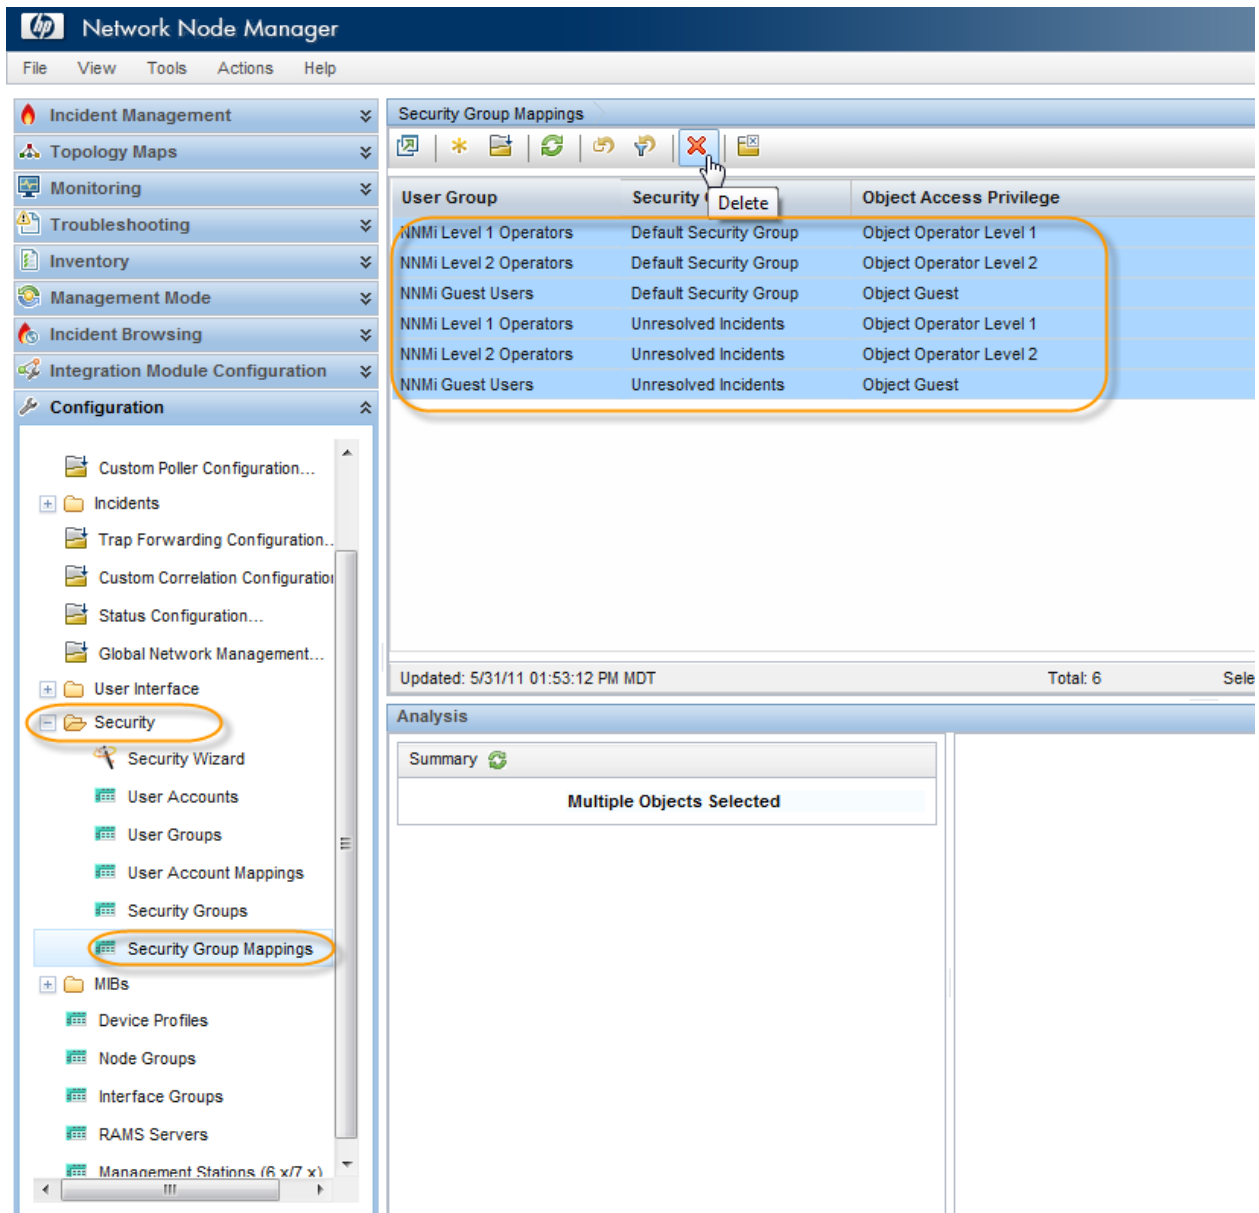 hp Network Node Manager
File View Tools Actions Help
Incident Management
Topology Maps
Monitoring
Troubleshooting
Inventory
Management Mode
Incident Browsing
Integration Module Configuration
Configuration
Custom Poller Configuration...
Incidents
Trap Forwarding Configuration..
Custom Correlation Configuration
Status Configuration...
Global Network Management...
User Interface
Security
Security Wizard
User Accounts
User Groups
User Account Mappings
Security Groups
Security Group Mappings
MIBs
Device Profiles
Node Groups
Interface Groups
RAMS Servers
Management Stations (6.x/7.x)
Security Group Mappings
Delete
User Group Security Object Access Privilege
NNMi Level 1 Operators Default Security Group Object Operator Level 1
NNMi Level 2 Operators Default Security Group Object Operator Level 2
NNMi Guest Users Default Security Group Object Guest
NNMi Level 1 Operators Unresolved Incidents Object Operator Level 1
NNMi Level 2 Operators Unresolved Incidents Object Operator Level 2
NNMi Guest Users Unresolved Incidents Object Guest
Updated: 5/31/11 01:53:12 PM MDT Total: 6 Sele
Analysis
Summary
Multiple Objects Selected